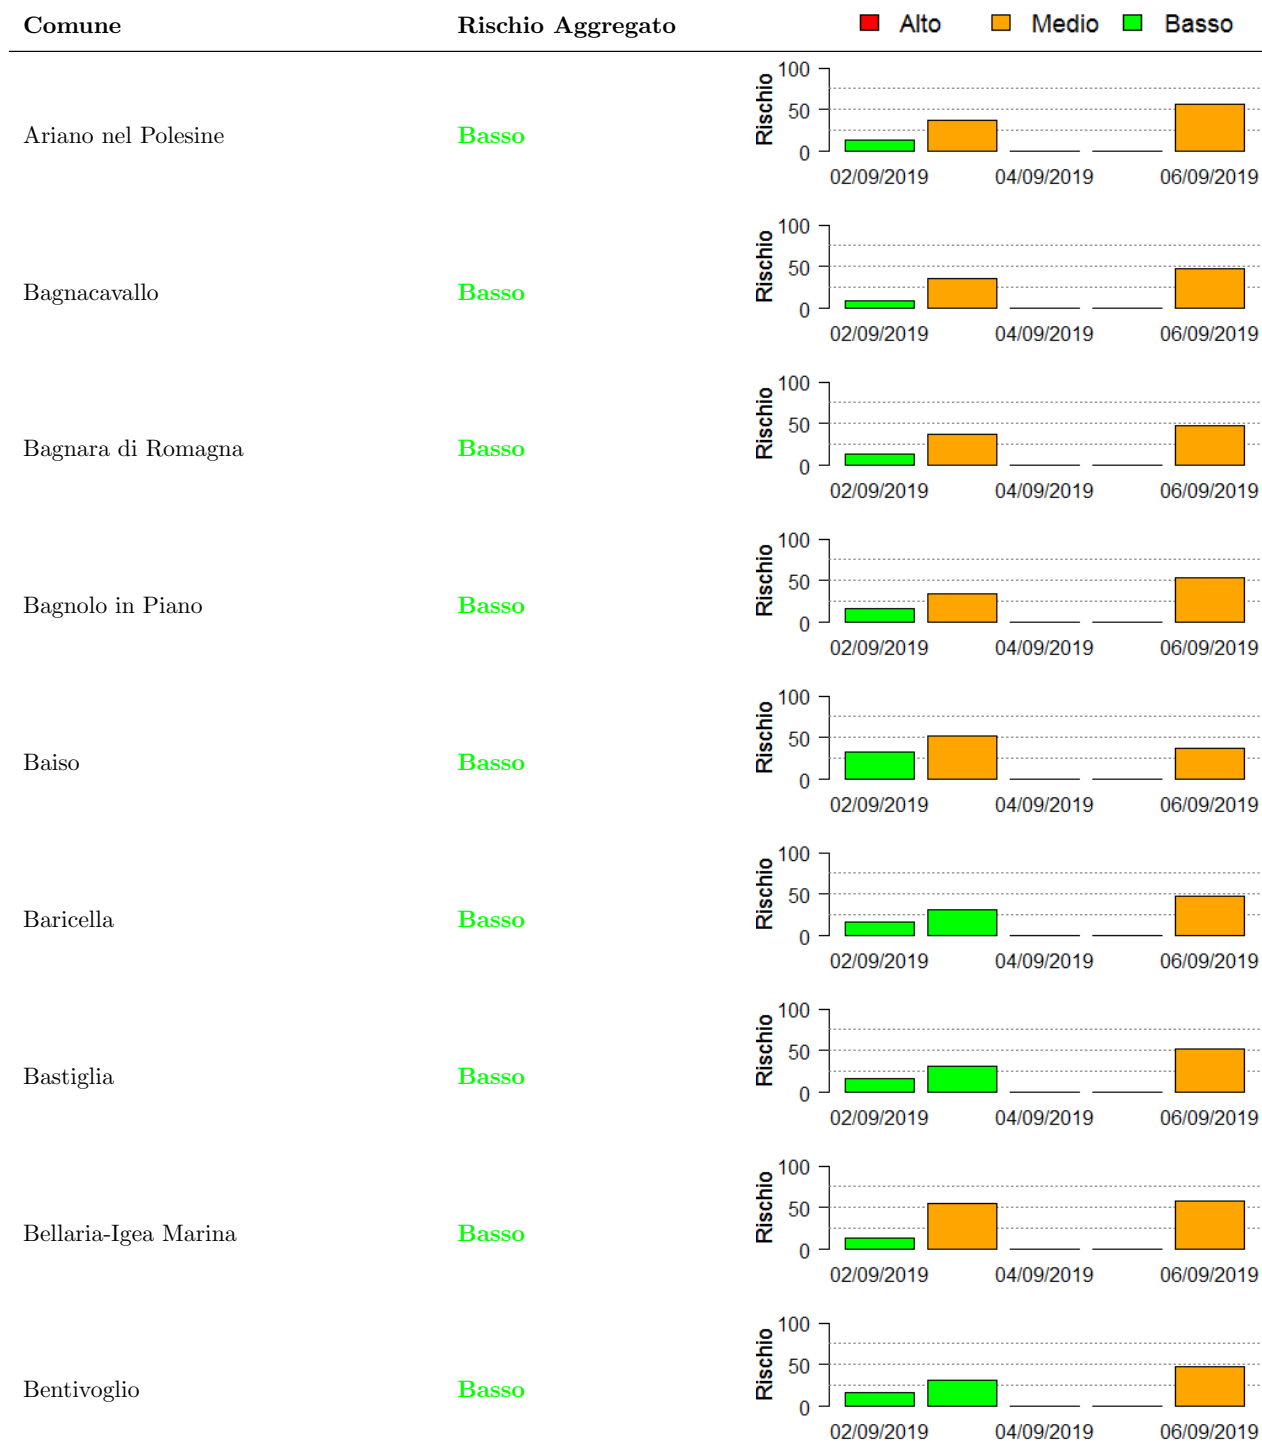 Comune Rischio Aggregato Alto Medio Basso
Ariano nel Polesine Basso Rischio 100 50 0
02/09/2019 04/09/2019 06/09/2019
Bagnacavallo Basso Rischio 100 50 0
02/09/2019 04/09/2019 06/09/2019
Bagnara di Romagna Basso Rischio 100 50 0
02/09/2019 04/09/2019 06/09/2019
Bagnolo in Piano Basso Rischio 100 50 0
02/09/2019 04/09/2019 06/09/2019
Baiso Basso Rischio 100 50 0
02/09/2019 04/09/2019 06/09/2019
Baricella Basso Rischio 100 50 0
02/09/2019 04/09/2019 06/09/2019
Bastiglia Basso Rischio 100 50 0
02/09/2019 04/09/2019 06/09/2019
Bellaria-Igea Marina Basso Rischio 100 50 0
02/09/2019 04/09/2019 06/09/2019
Bentivoglio Basso Rischio 100 50 0
02/09/2019 04/09/2019 06/09/2019